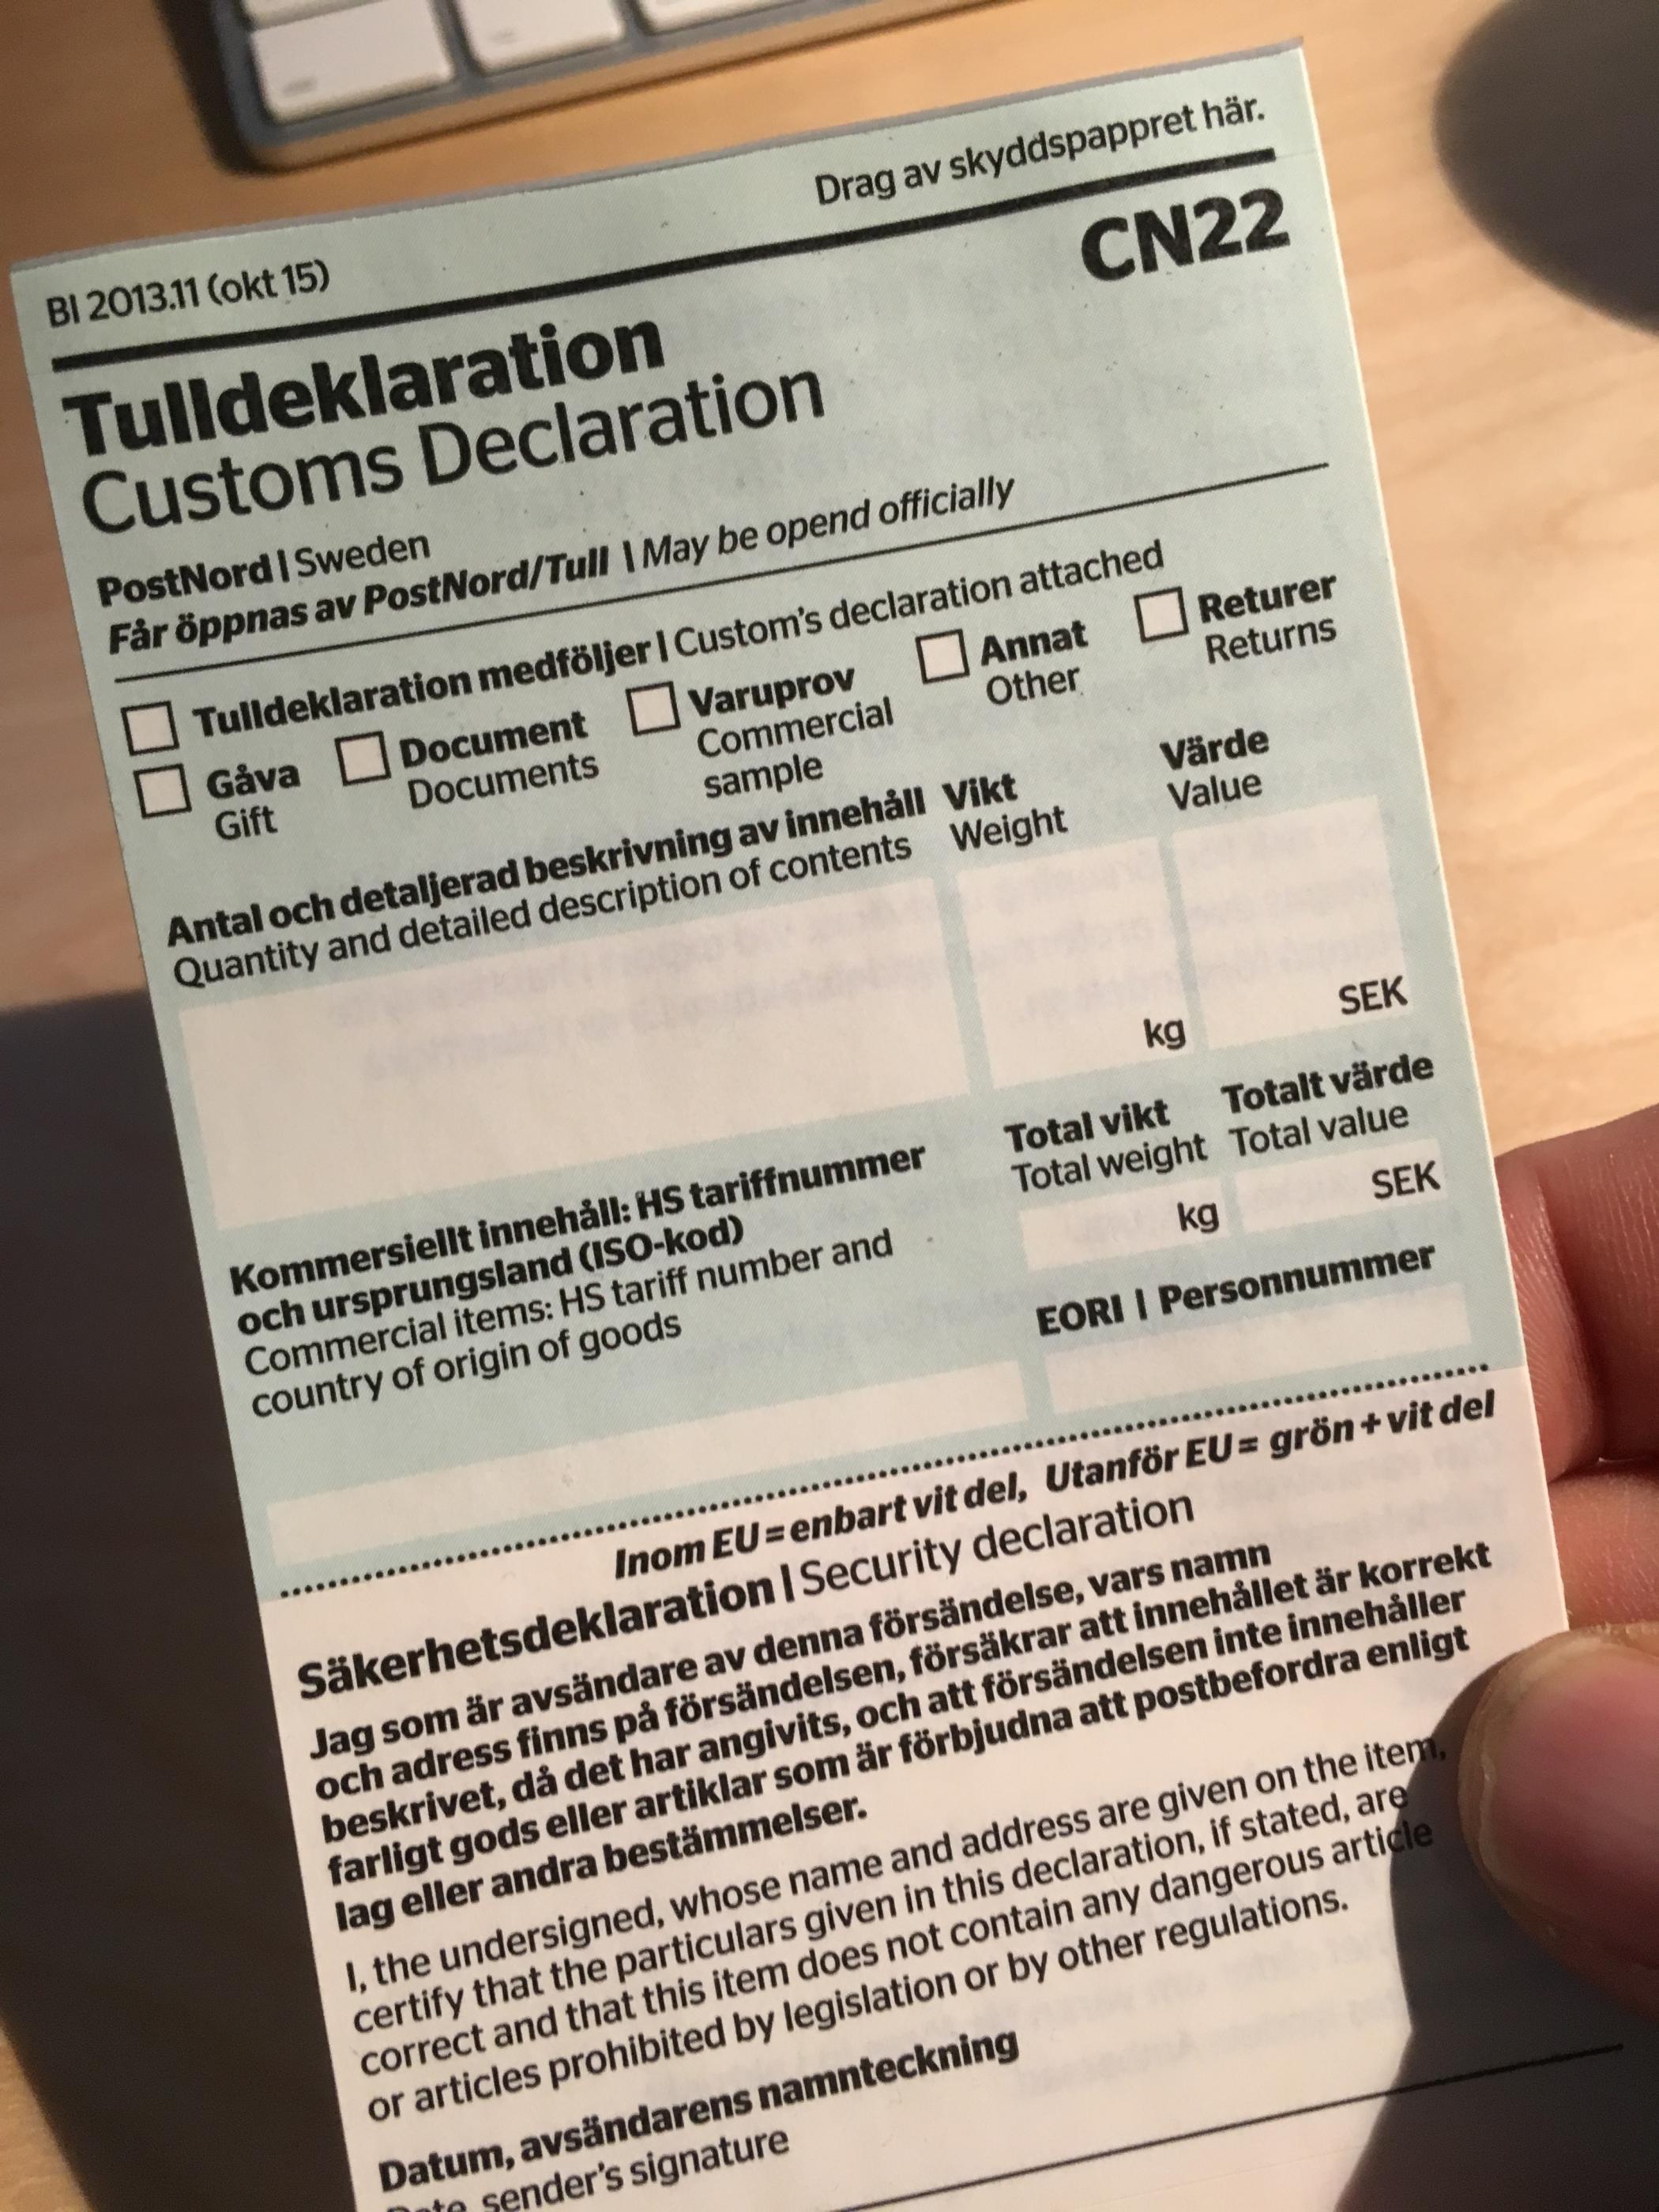 Drag av skyddspappret här.
BI 2013.11 (okt 15)
CN22
Tulldeklaration
Customs Declaration
PostNord | Sweden
Får öppnas av PostNord/Tull | May be opend officially
Tulldeklaration medföljer | Custom's declaration attached
Gåva
Gift
Document
Documents
Varuprov
Commercial
sample
Annat
Other
Returer
Returns
Antal och detaljerad beskrivning av innehåll
Quantity and detailed description of contents
Vikt
Weight
Värde
Value
kg
SEK
Kommersiellt innehåll: HS tariffnummer
och ursprungsland (ISO-kod)
Commercial items: HS tariff number and
country of origin of goods
Total vikt
Total weight
Totalt värde
Total value
kg
SEK
EORI | Personnummer
Inom EU = enbart vit del, Utanför EU = grön + vit del
Säkerhetsdeklaration | Security declaration
Jag som är avsändare av denna försändelse, vars namn
och adress finns på försändelsen, försäkrar att innehållet är korrekt
beskrivet, då det har angivits, och att försändelsen inte innehåller
farligt gods eller artiklar som är förbjudna att postbefordra enligt
lag eller andra bestämmelser.
I, the undersigned, whose name and address are given on the item,
certify that the particulars given in this declaration, if stated, are
correct and that this item does not contain any dangerous article
or articles prohibited by legislation or by other regulations.
Datum, avsändarens namnteckning
Date, sender's signature